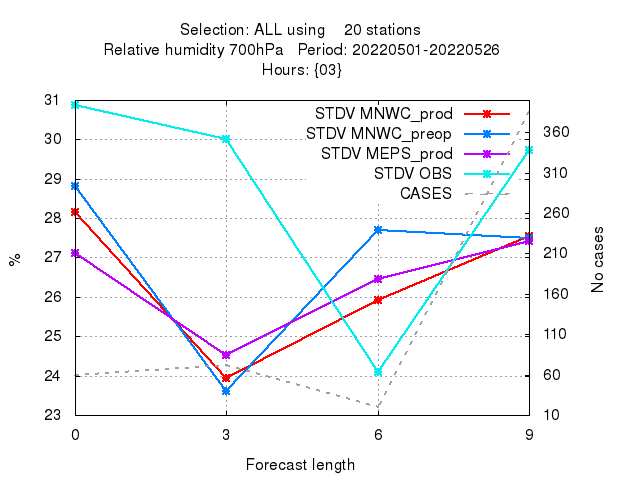 Selection: ALL using    20 stations
Relative humidity 700hPa   Period: 20220501-20220526
Hours: {03}
STDV MNWC_prod
STDV MNWC_preop
STDV MEPS_prod
STDV OBS
CASES
%
31
30
29
28
27
26
25
24
23
360
310
260
210
160
110
60
10
No cases
0 3 6 9
Forecast length